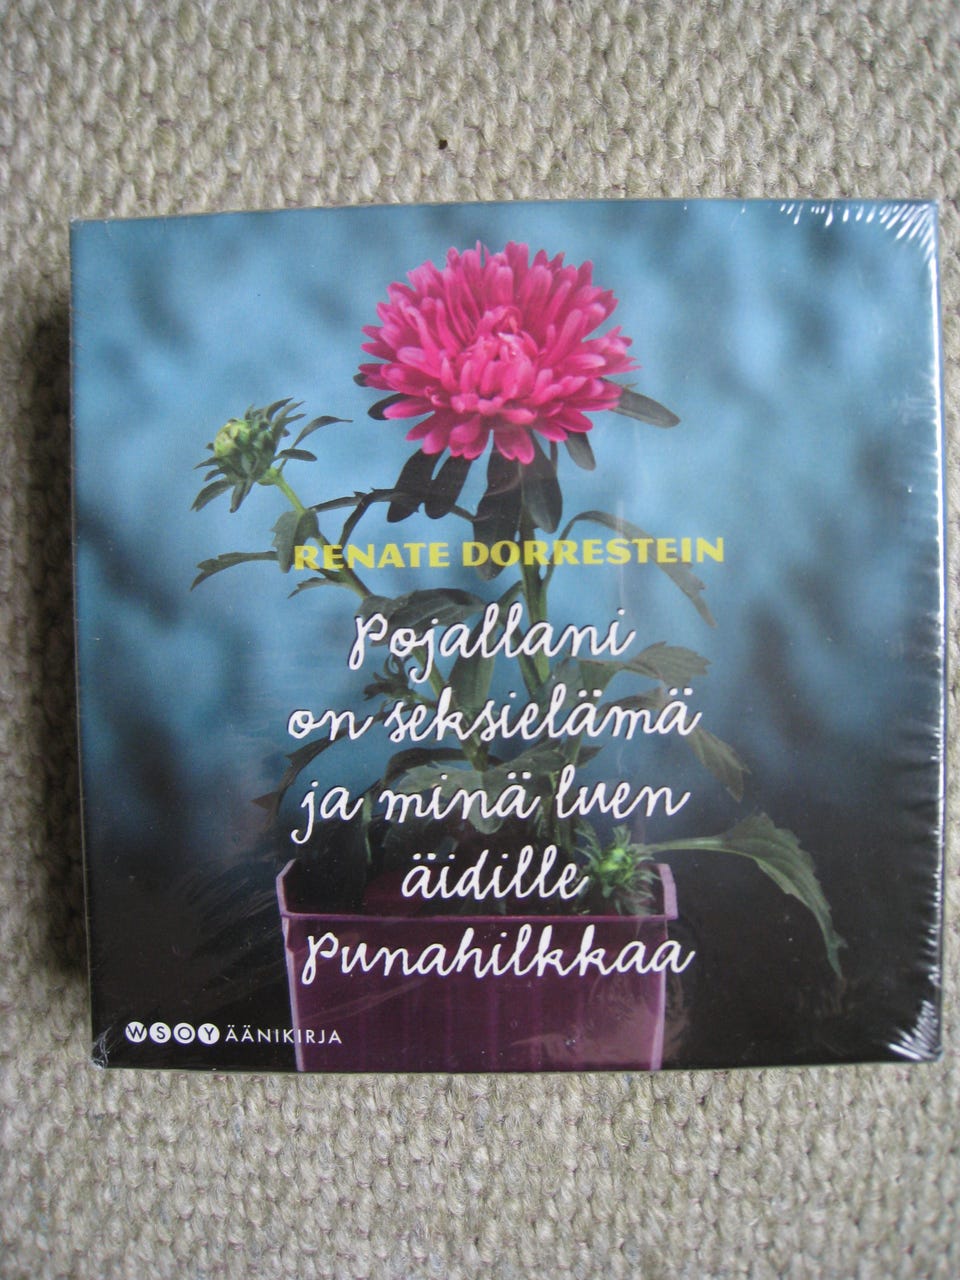 RENATE DORRESTEIN
Pojallani
on seksielämä
ja minä luen
äidille
Punahilkkaa
WSOY ÄÄNIKIRJA